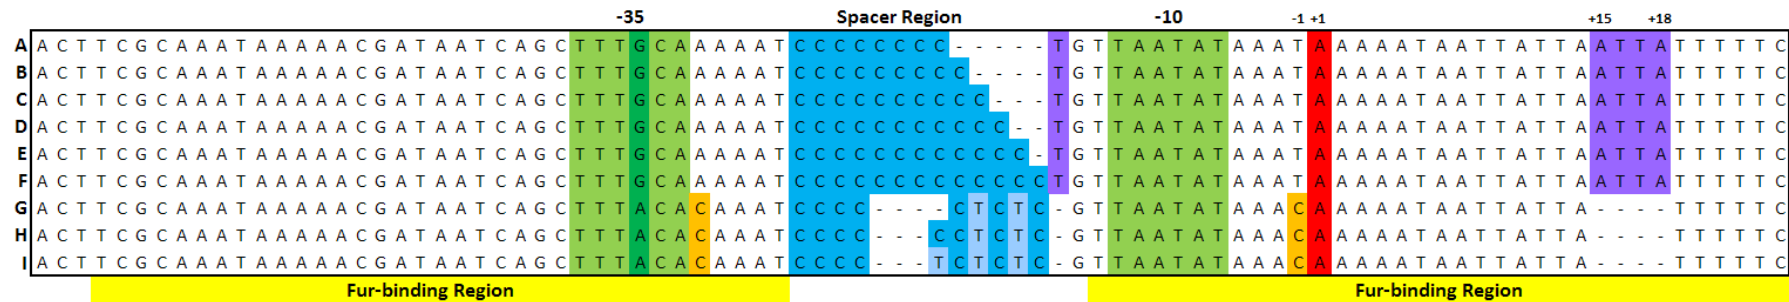 -35 Spacer Region -10 -1 +1 +15 +18
A A C T T C G C A A A T A A A A A C G A T A A T C A G C T T T G C A A A A A T C C C C C C C C - - - - - T G T T A A T A T A A A T A A A A A T A A T T A T T A A T T A T T T T T C
B A C T T C G C A A A T A A A A A C G A T A A T C A G C T T T G C A A A A A T C C C C C C C C C - - - - T G T T A A T A T A A A T A A A A A T A A T T A T T A A T T A T T T T T C
C A C T T C G C A A A T A A A A A C G A T A A T C A G C T T T G C A A A A A T C C C C C C C C C C - - - T G T T A A T A T A A A T A A A A A T A A T T A T T A A T T A T T T T T C
D A C T T C G C A A A T A A A A A C G A T A A T C A G C T T T G C A A A A A T C C C C C C C C C C C - - T G T T A A T A T A A A T A A A A A T A A T T A T T A A T T A T T T T T C
E A C T T C G C A A A T A A A A A C G A T A A T C A G C T T T G C A A A A A T C C C C C C C C C C C C - T G T T A A T A T A A A T A A A A A T A A T T A T T A A T T A T T T T T C
F A C T T C G C A A A T A A A A A C G A T A A T C A G C T T T G C A A A A A T C C C C C C C C C C C C C T G T T A A T A T A A A T A A A A A T A A T T A T T A A T T A T T T T T C
G A C T T C G C A A A T A A A A A C G A T A A T C A G C T T T A C A C A A A T C C C C - - - - C T C T C - G T T A A T A T A A A C A A A A A T A A T T A T T A - - - - T T T T T C
H A C T T C G C A A A T A A A A A C G A T A A T C A G C T T T A C A C A A A T C C C C - - - C C T C T C - G T T A A T A T A A A C A A A A A T A A T T A T T A - - - - T T T T T C
I A C T T C G C A A A T A A A A A C G A T A A T C A G C T T T A C A C A A A T C C C C - - - T C T C T C - G T T A A T A T A A A C A A A A A T A A T T A T T A - - - - T T T T T C
Fur-binding Region Fur-binding Region